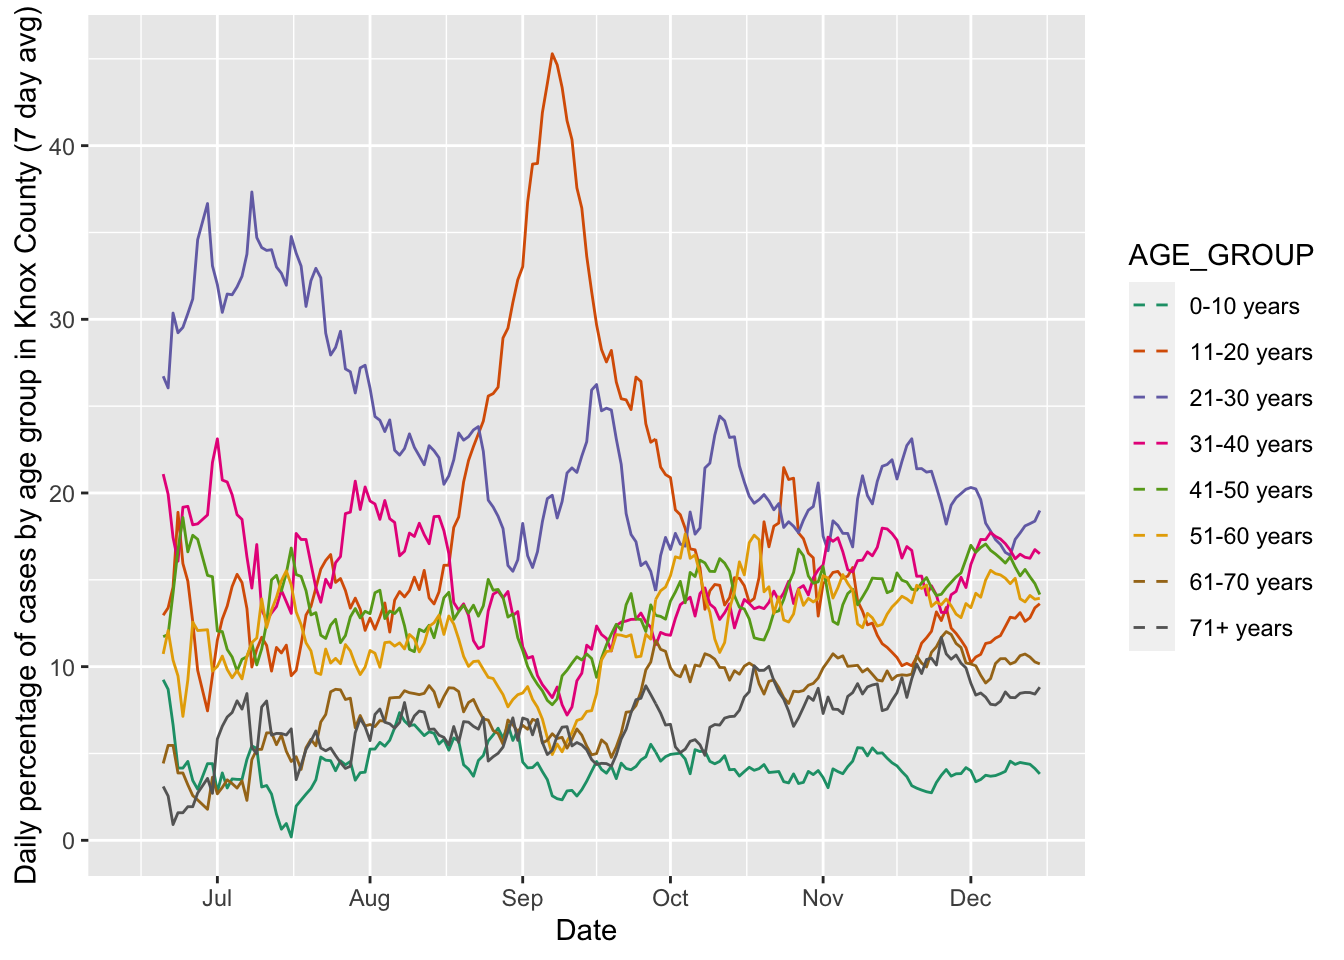 Daily percentage of cases by age group in Knox County (7 day avg)
40
30
20
10
0
Jul Aug Sep Oct Nov Dec
Date
AGE_GROUP
0-10 years
11-20 years
21-30 years
31-40 years
41-50 years
51-60 years
61-70 years
71+ years